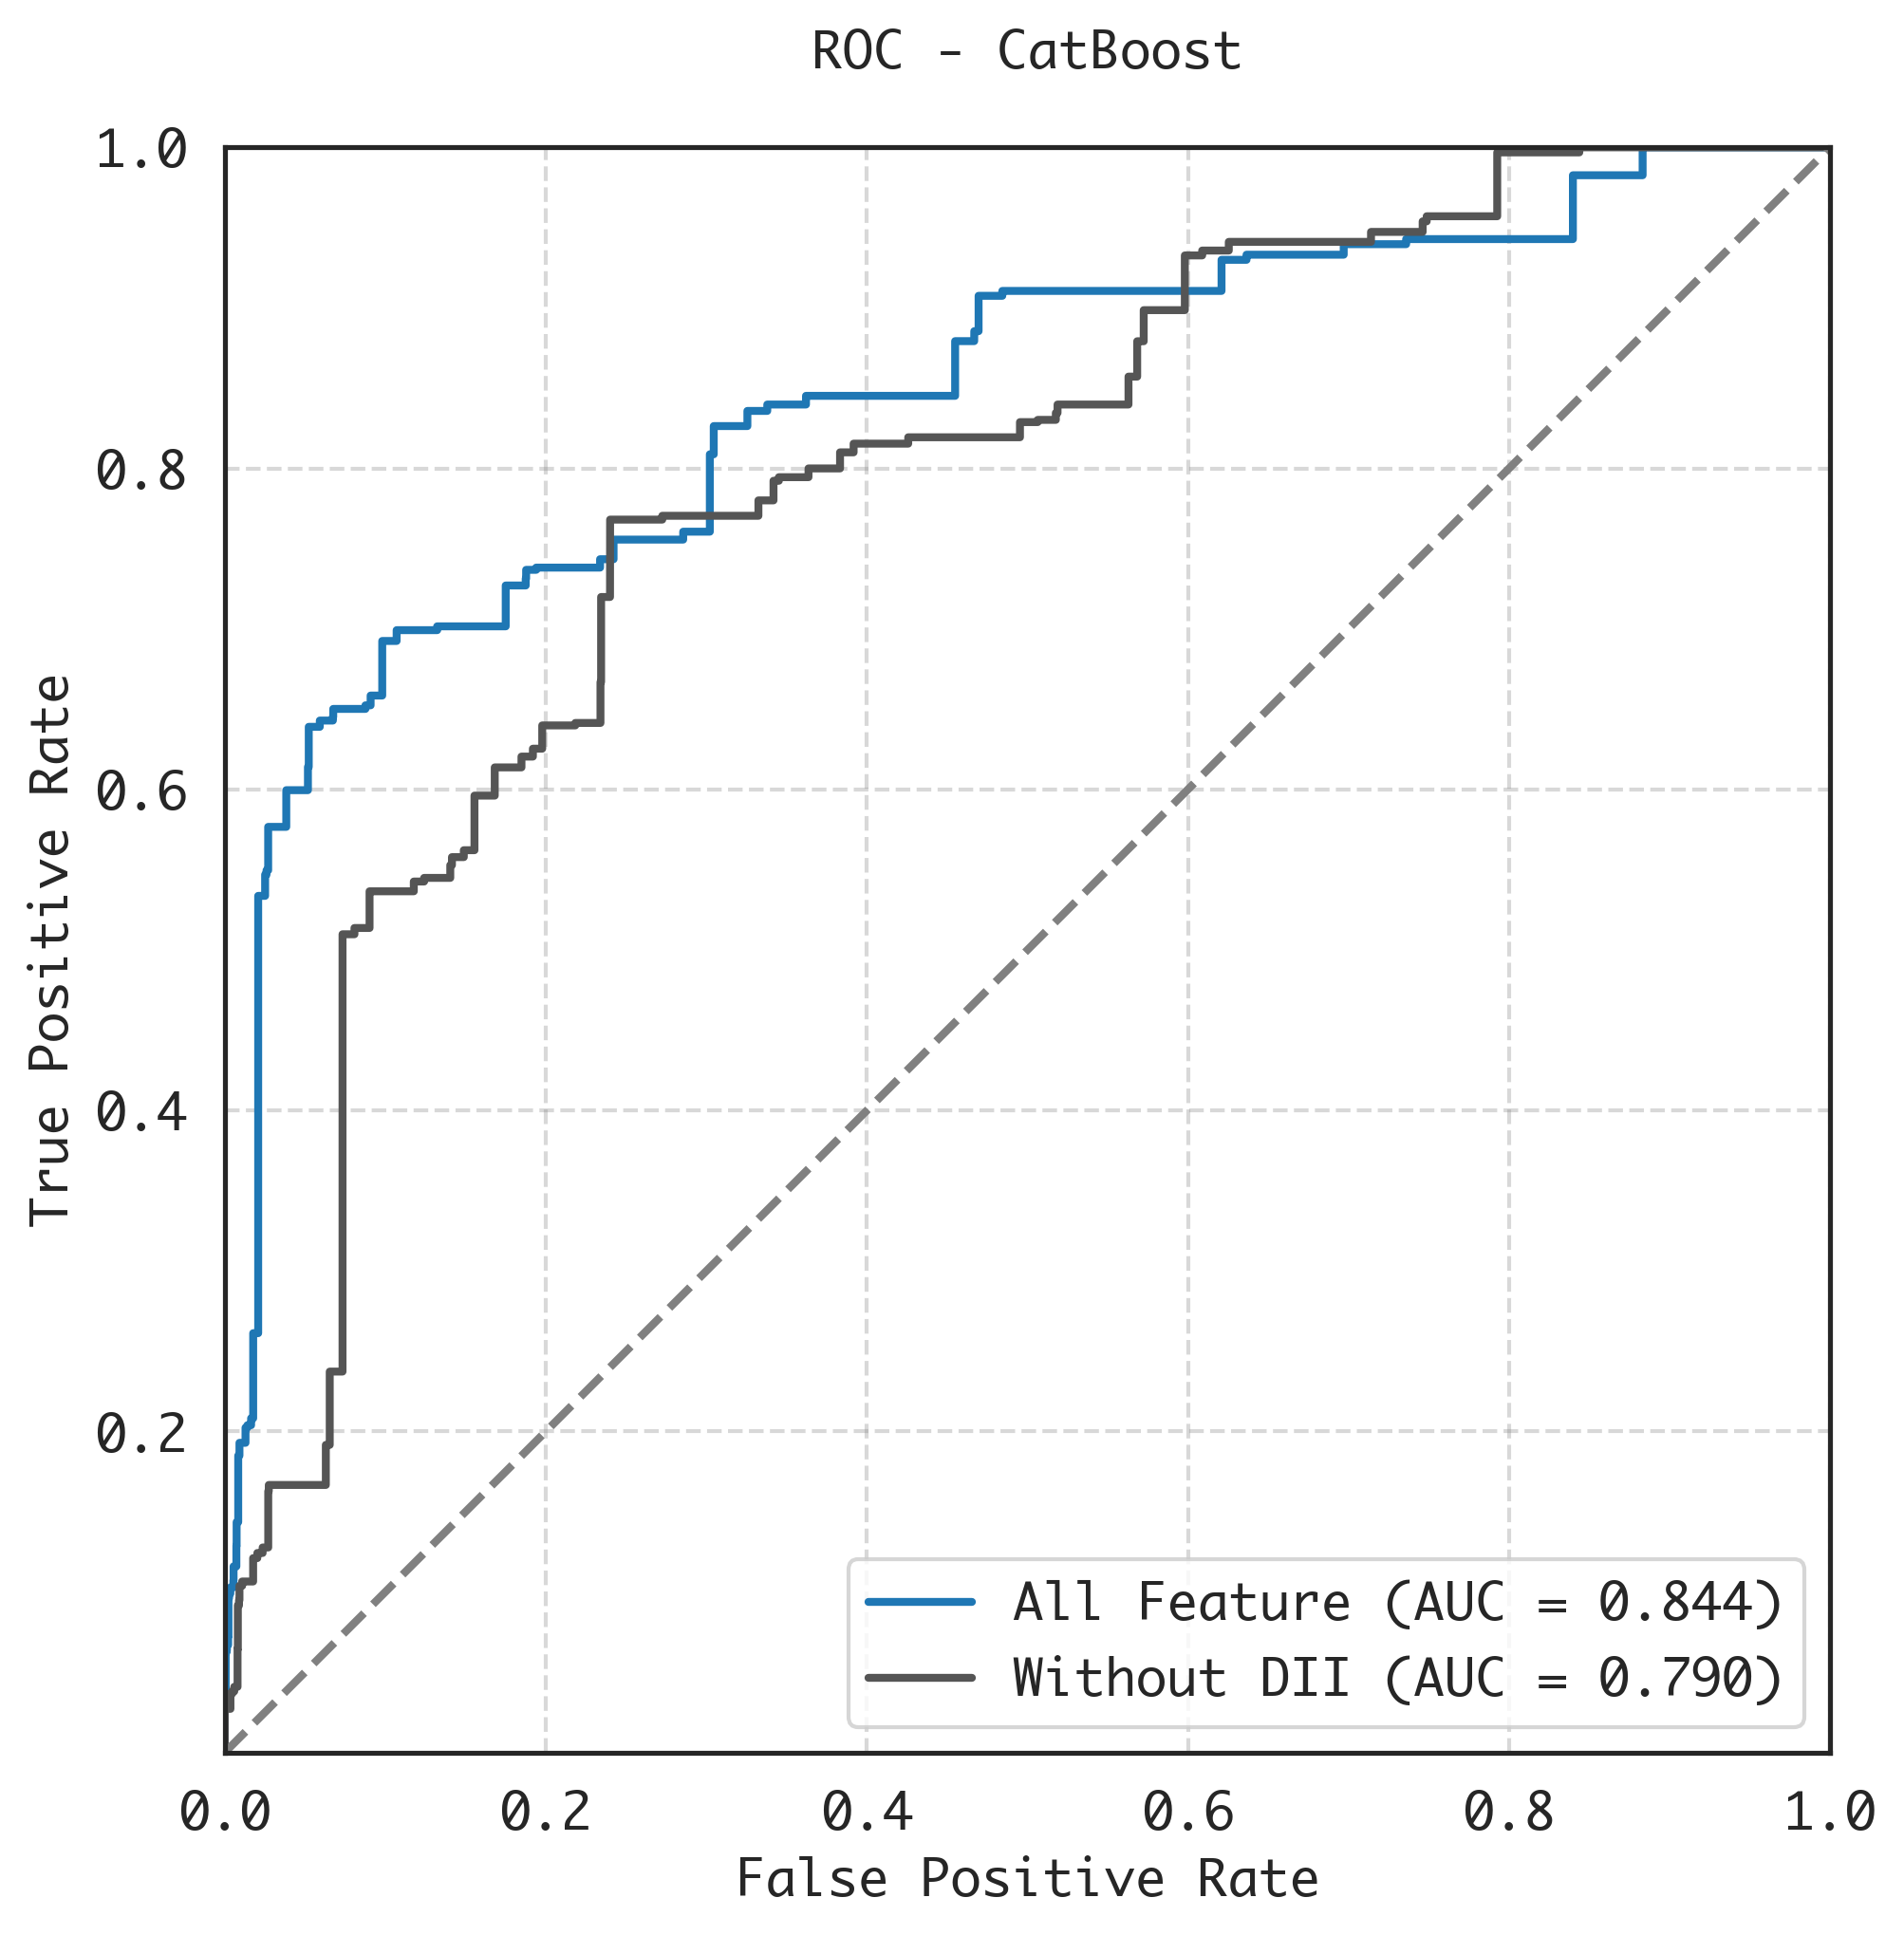 ROC - CatBoost
1.0
0.8
0.6
0.4
0.2
True Positive Rate
All Feature (AUC = 0.844)
Without DII (AUC = 0.790)
0.0 0.2 0.4 0.6 0.8 1.0
False Positive Rate